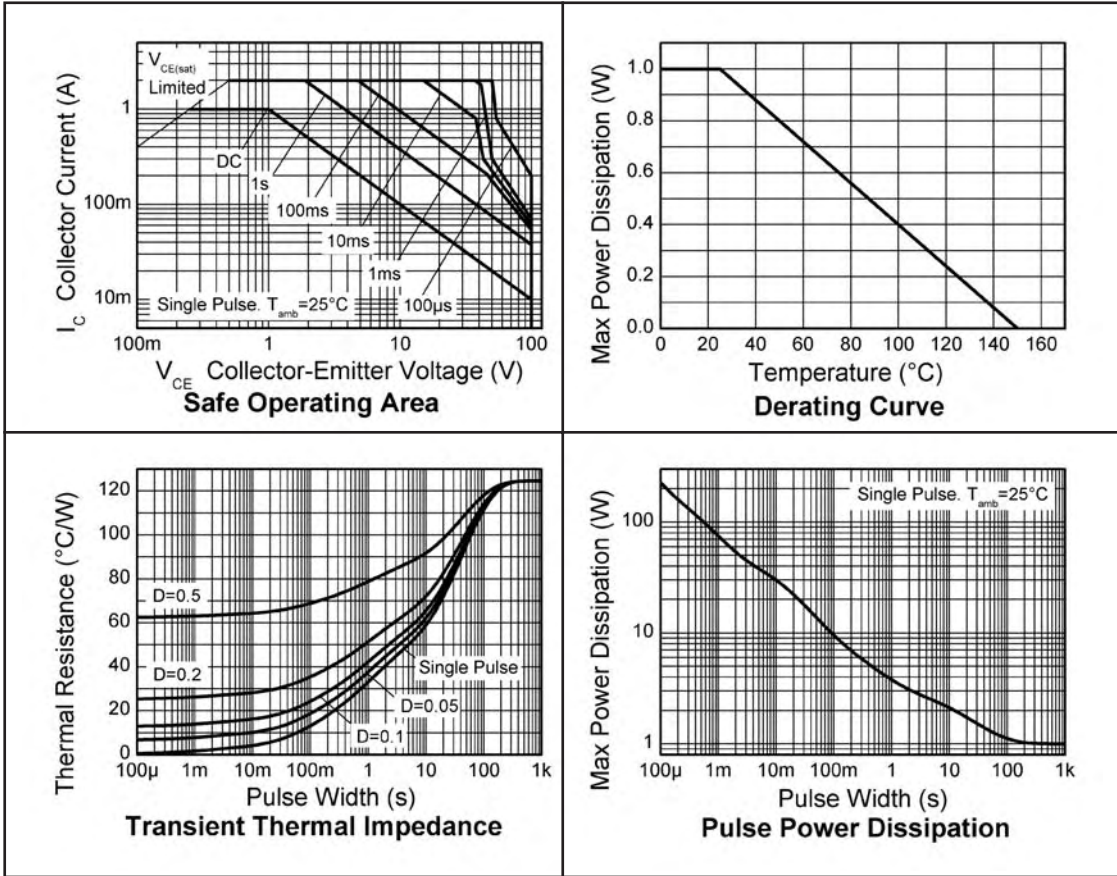 V
CE(sat)
Limited
I_C Collector Current (A)
1
100m
10m
DC
1s
100ms
10ms
1ms
100µs
Single Pulse. T_amb=25°C
100m 1 10 100
V_CE Collector-Emitter Voltage (V)
Safe Operating Area
Max Power Dissipation (W)
1.0
0.8
0.6
0.4
0.2
0.0
0 20 40 60 80 100 120 140 160
Temperature (°C)
Derating Curve
Thermal Resistance (°C/W)
120
100
80
60
40
20
0
D=0.5
D=0.2
Single Pulse
D=0.05
D=0.1
100µ 1m 10m 100m 1 10 100 1k
Pulse Width (s)
Transient Thermal Impedance
Max Power Dissipation (W)
Single Pulse. T_amb=25°C
100
10
1
100µ 1m 10m 100m 1 10 100 1k
Pulse Width (s)
Pulse Power Dissipation